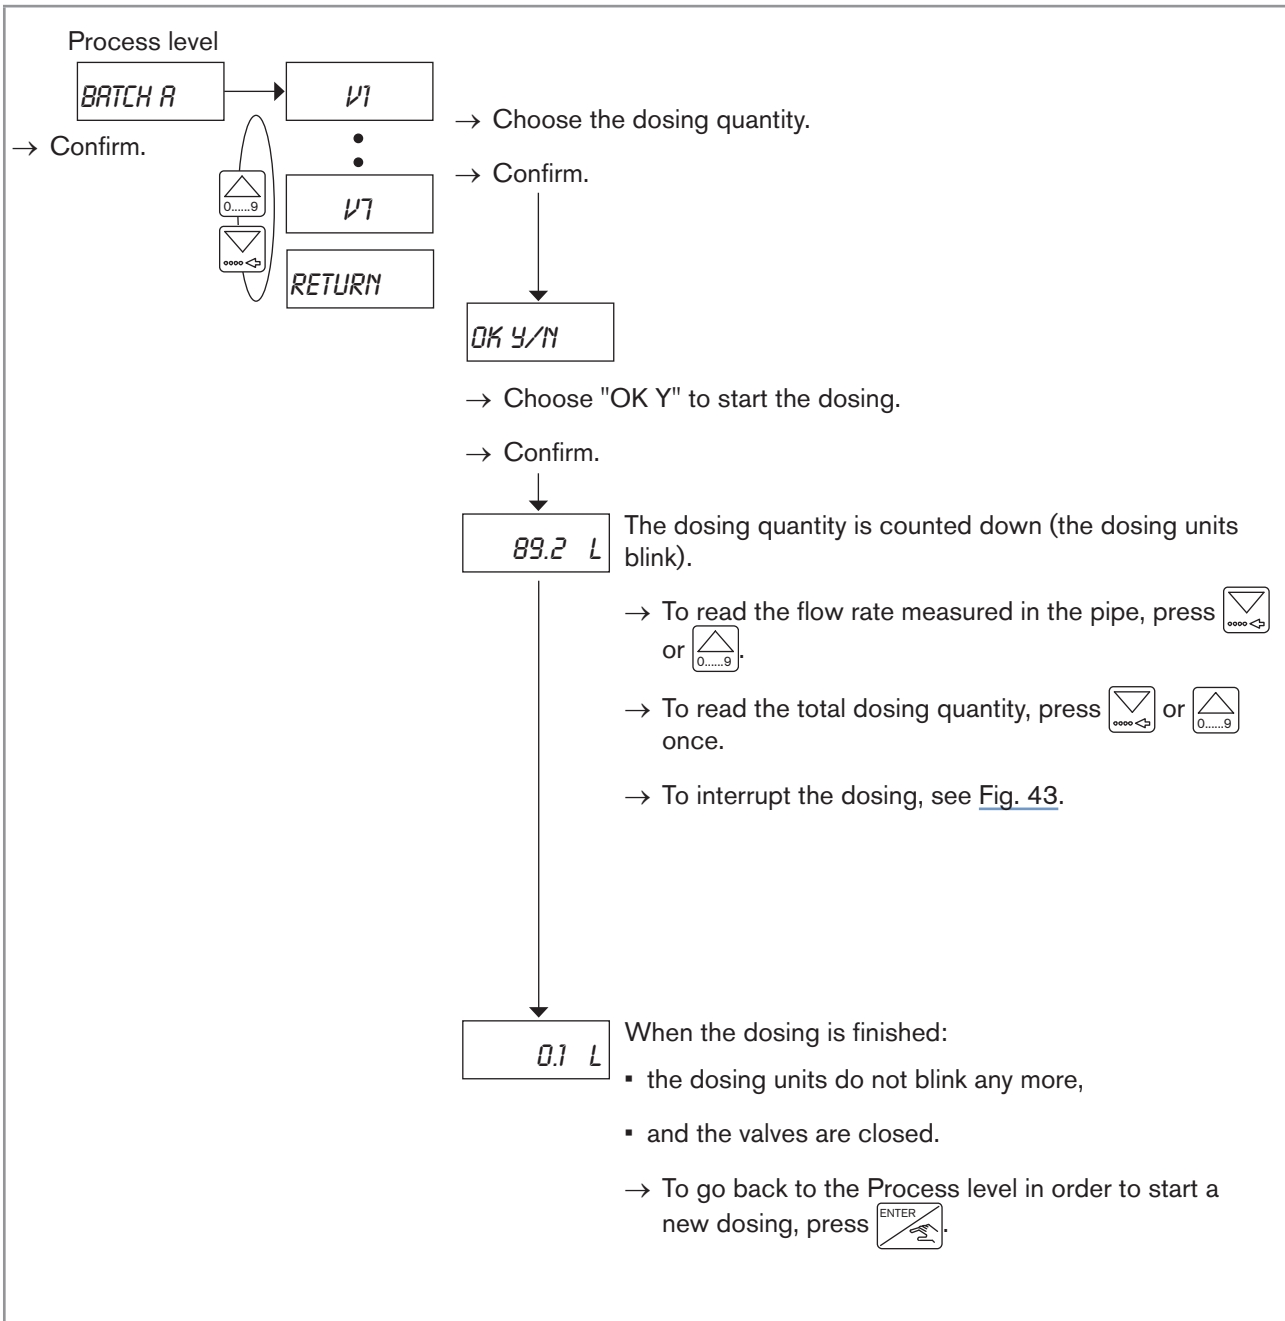 Process level
BATCH A
V1
→ Choose the dosing quantity.
→ Confirm.
→ Confirm.
0......9
V7
RETURN
OK Y/N
→ Choose "OK Y" to start the dosing.
→ Confirm.
89.2 L
The dosing quantity is counted down (the dosing units
blink).
→ To read the flow rate measured in the pipe, press
or 0......9.
→ To read the total dosing quantity, press or 0......9
once.
→ To interrupt the dosing, see Fig. 43.
0.1 L
When the dosing is finished:
▪ the dosing units do not blink any more,
▪ and the valves are closed.
→ To go back to the Process level in order to start a
new dosing, press ENTER.